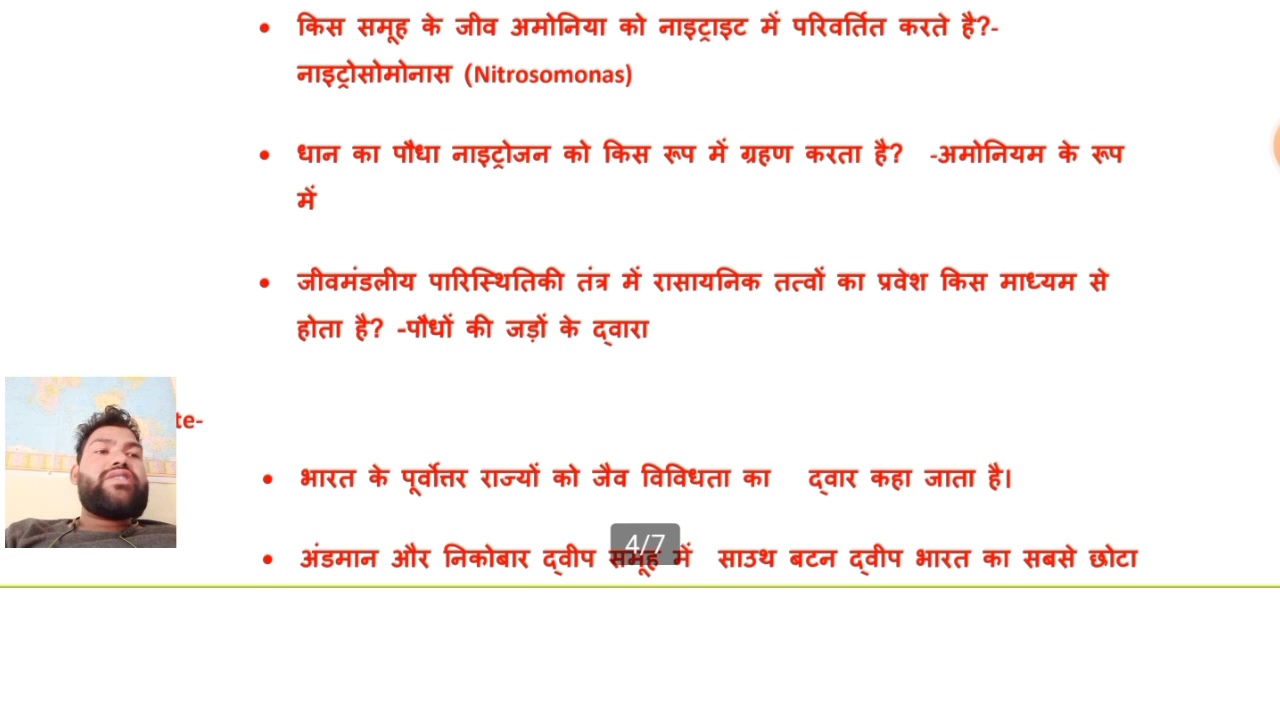 • किस समूह के जीव अमोनिया को नाइट्राइट में परिवर्तित करते है?-
नाइट्रोसोमोनास (Nitrosomonas)
• धान का पौधा नाइट्रोजन को किस रूप में ग्रहण करता है? -अमोनियम के रूप
में
• जीवमंडलीय पारिस्थितिकी तंत्र में रासायनिक तत्वों का प्रवेश किस माध्यम से
होता है? -पौधों की जड़ों के द्वारा
te-
• भारत के पूर्वोत्तर राज्यों को जैव विविधता का द्वार कहा जाता है।
• अंडमान और निकोबार द्वीप समूह में साउथ बटन द्वीप भारत का सबसे छोटा
4/7